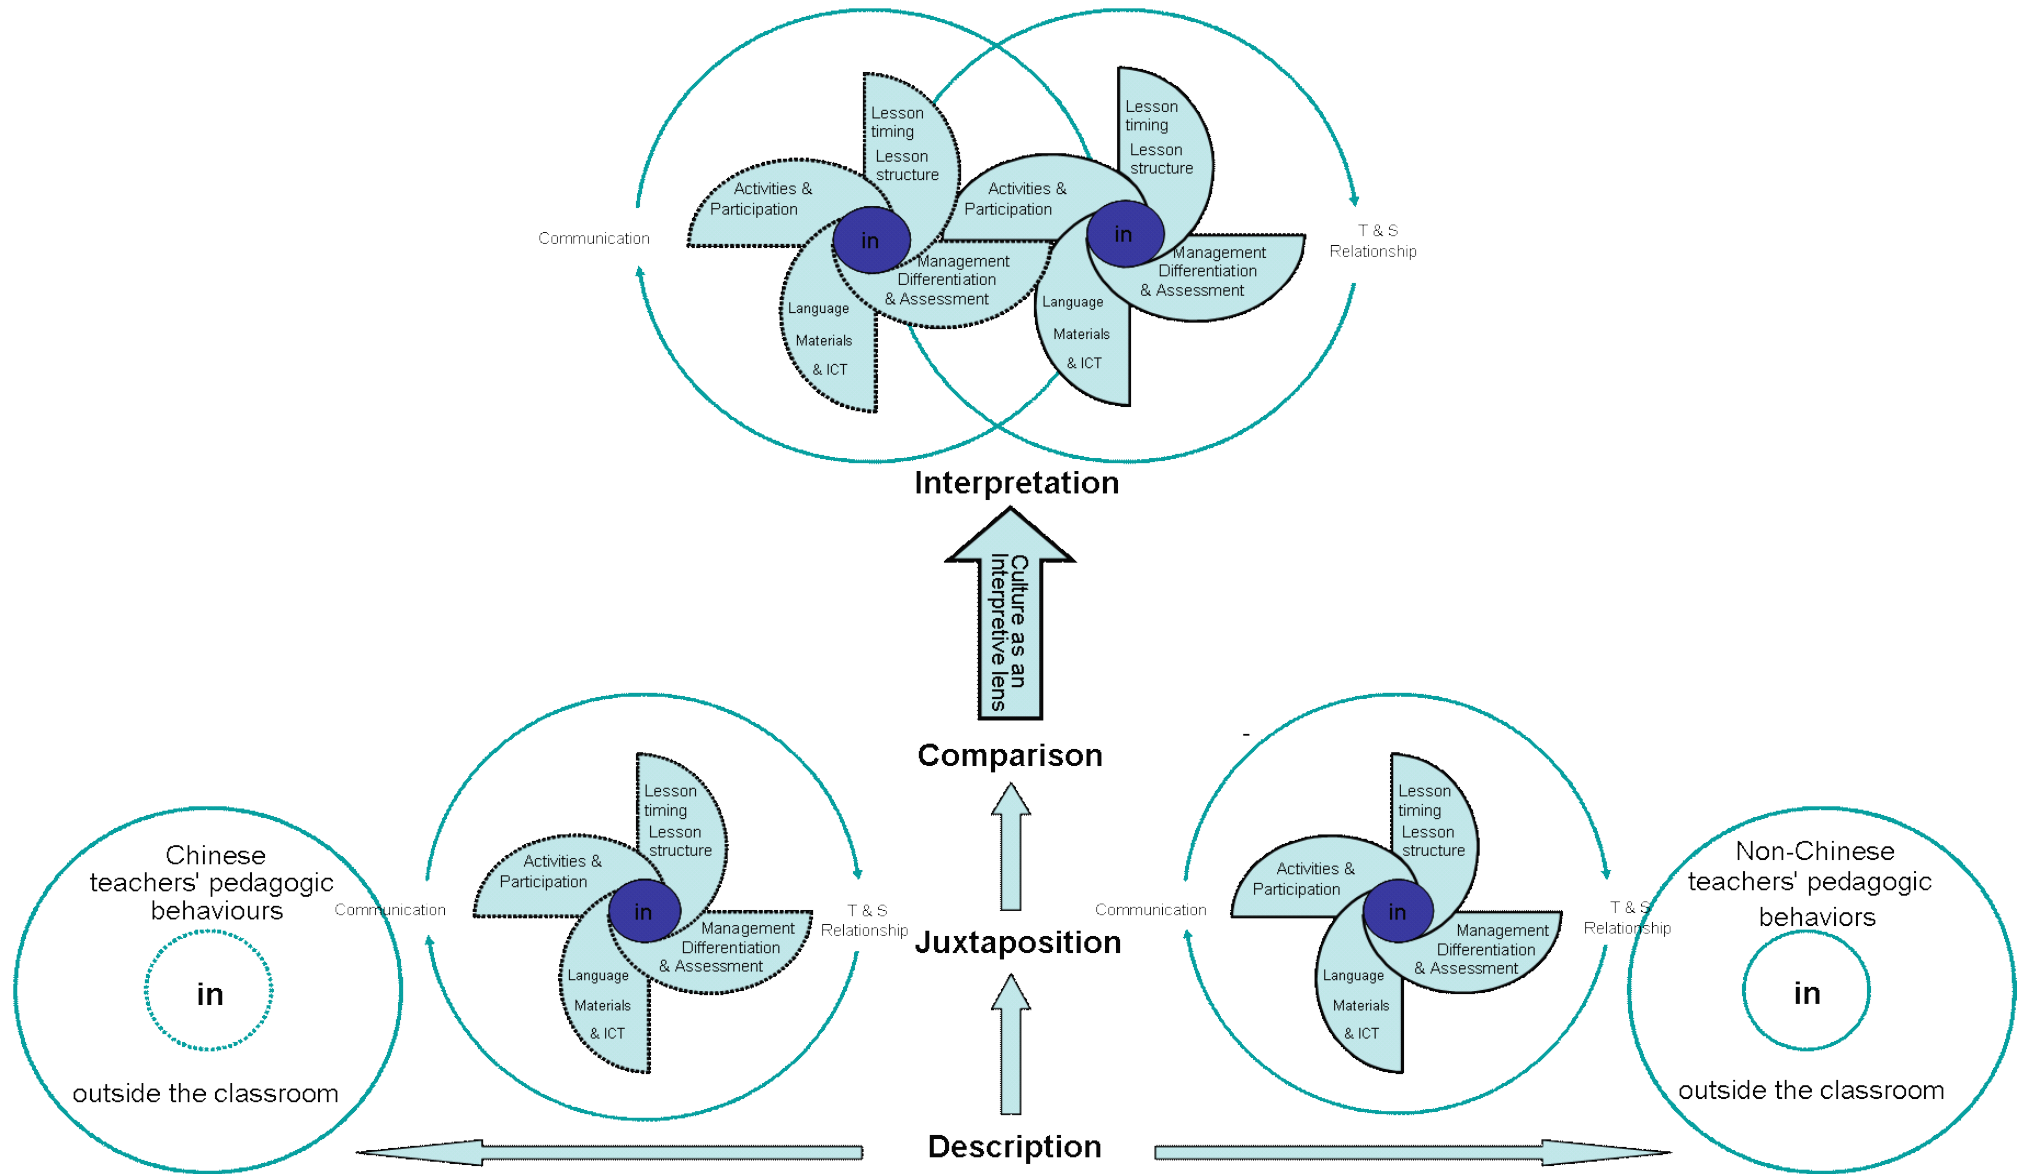 Lesson
timing
Lesson
structure
Activities &
Participation
in
Management
Differentiation
& Assessment
Language
Materials
& ICT
Communication
Lesson
timing
Lesson
structure
Activities &
Participation
in
Management
Differentiation
& Assessment
Language
Materials
& ICT
T & S
Relationship
Interpretation
Culture as an
Interpretive lens
Comparison
Juxtaposition
Description
Chinese
teachers' pedagogic
behaviours
in
outside the classroom
Communication
Lesson
timing
Lesson
structure
Activities &
Participation
in
Management
Differentiation
& Assessment
Language
Materials
& ICT
T & S
Relationship
-
Communication
Lesson
timing
Lesson
structure
Activities &
Participation
in
Management
Differentiation
& Assessment
Language
Materials
& ICT
T & S
Relationship
Non-Chinese
teachers' pedagogic
behaviors
in
outside the classroom